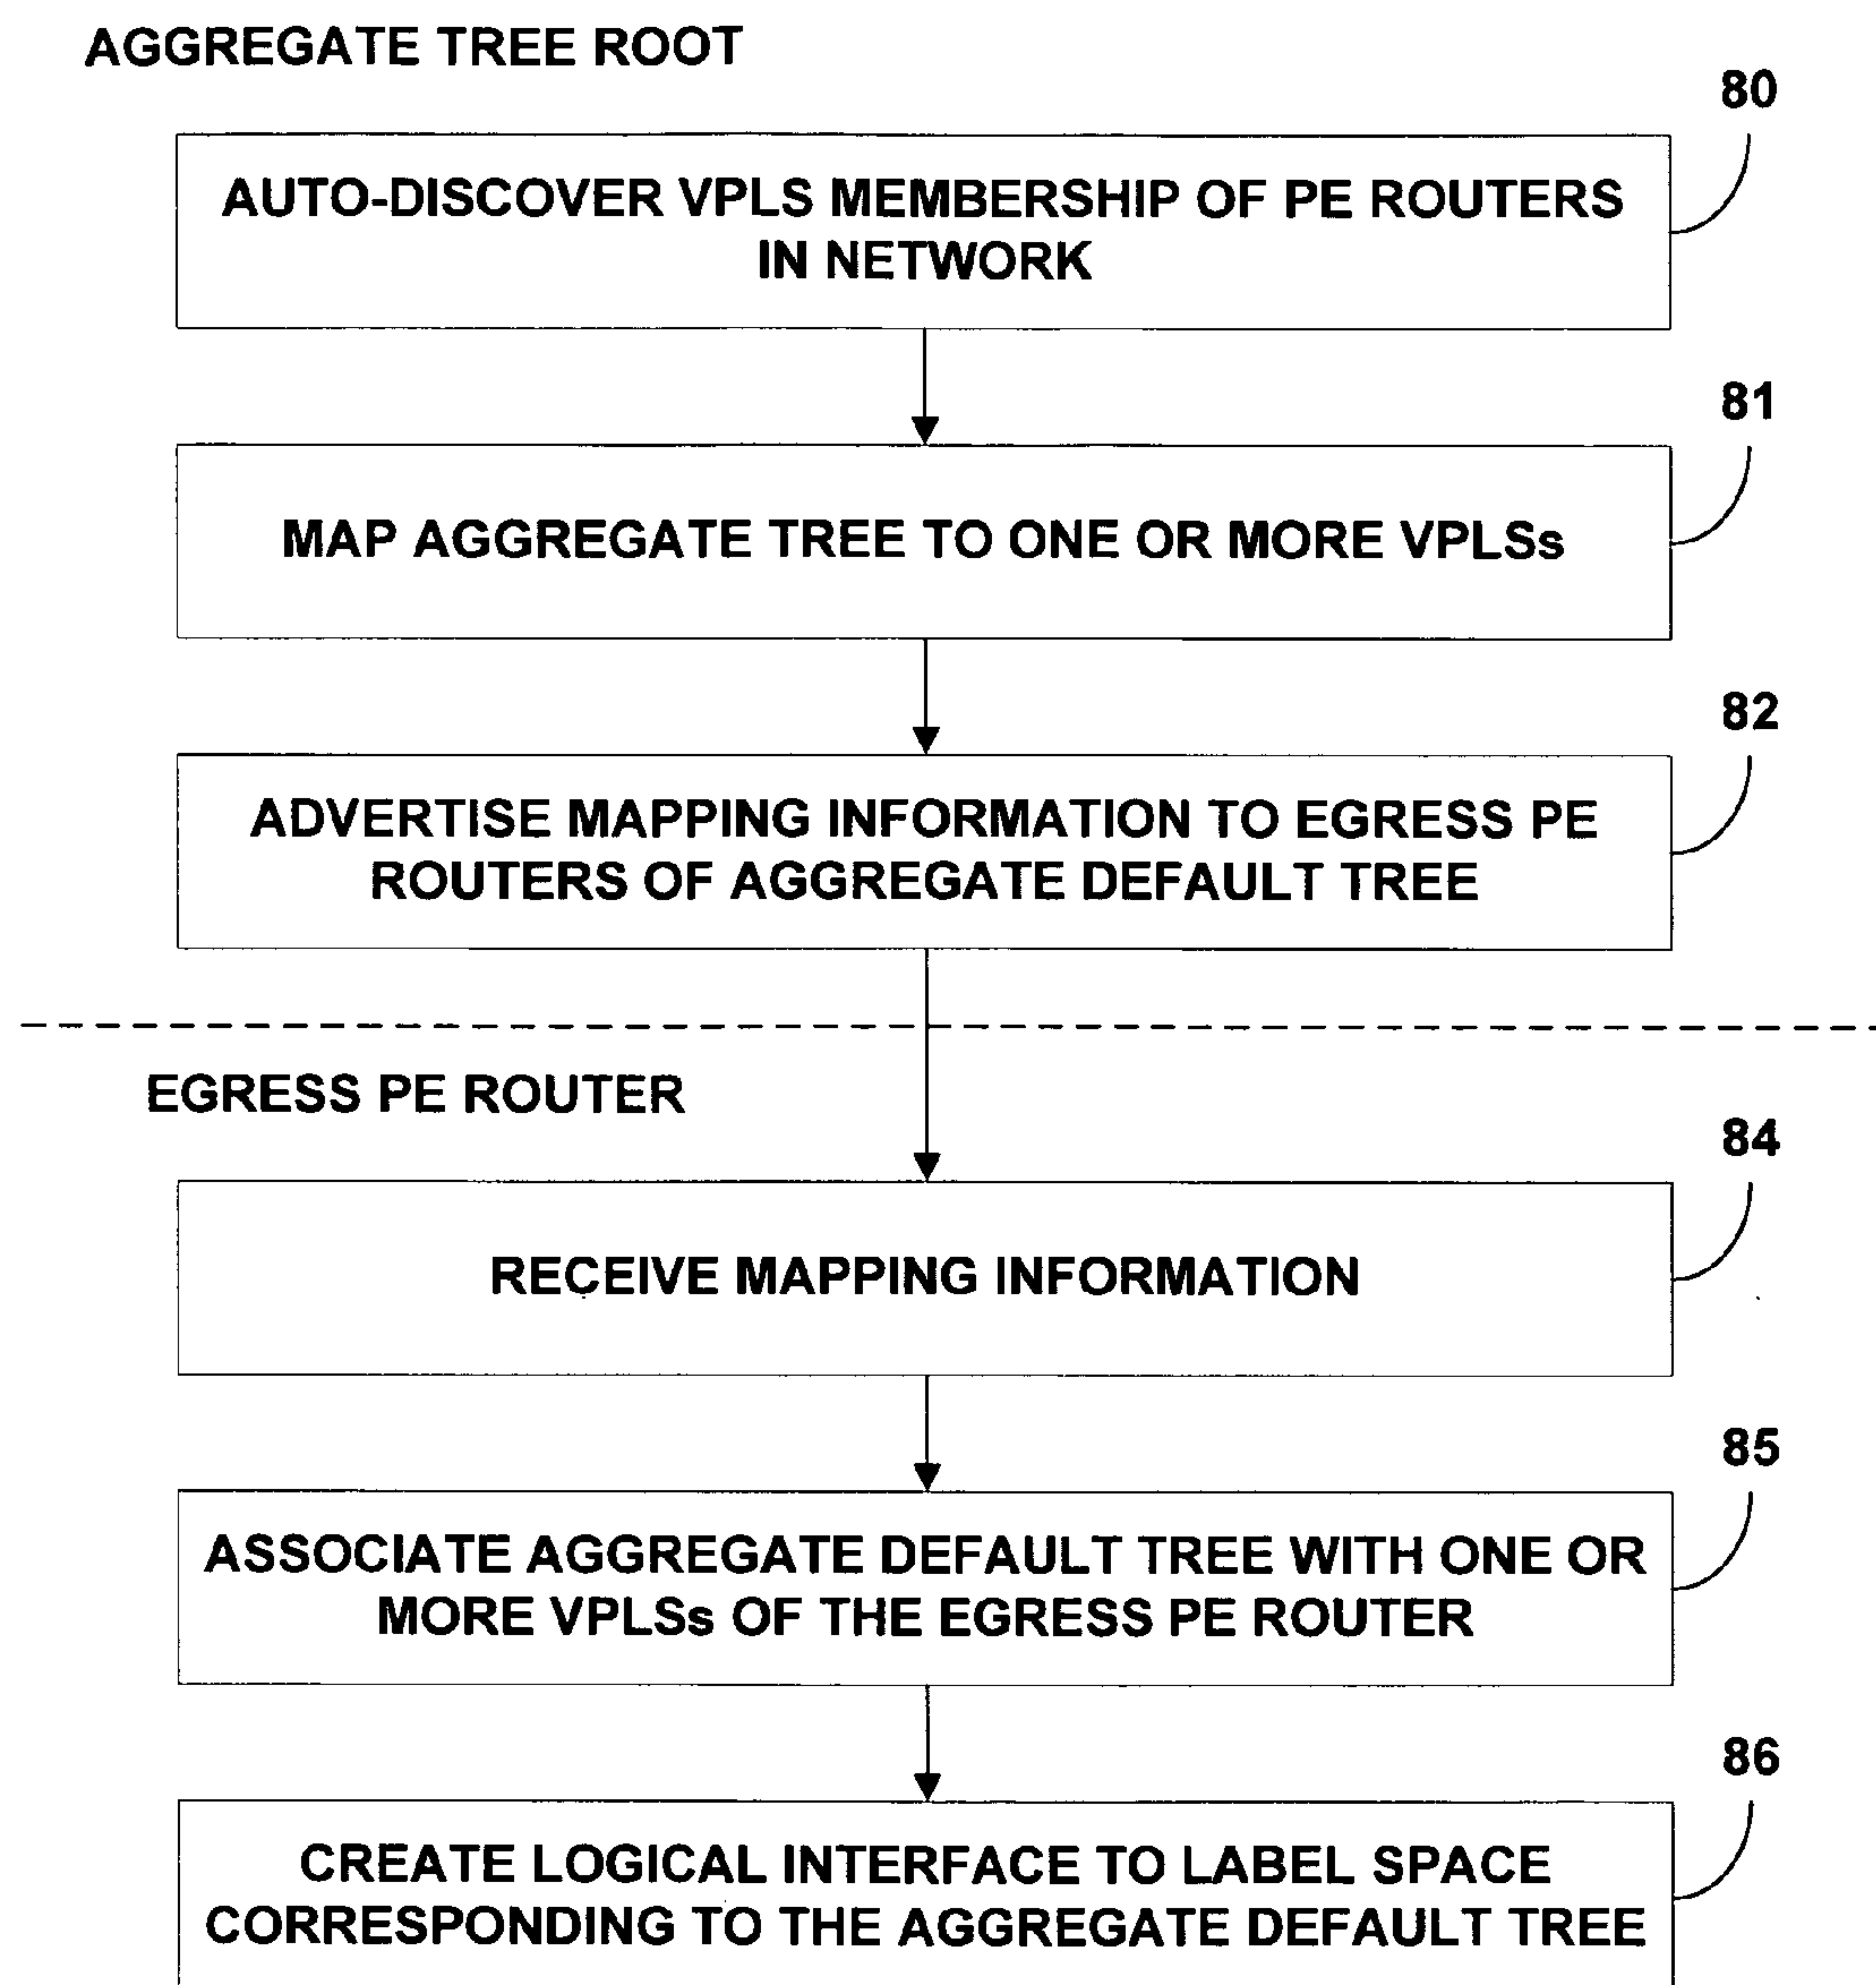 AGGREGATE TREE ROOT
80
AUTO-DISCOVER VPLS MEMBERSHIP OF PE ROUTERS
IN NETWORK
81
MAP AGGREGATE TREE TO ONE OR MORE VPLSs
82
ADVERTISE MAPPING INFORMATION TO EGRESS PE
ROUTERS OF AGGREGATE DEFAULT TREE
EGRESS PE ROUTER
84
RECEIVE MAPPING INFORMATION
85
ASSOCIATE AGGREGATE DEFAULT TREE WITH ONE OR
MORE VPLSs OF THE EGRESS PE ROUTER
86
CREATE LOGICAL INTERFACE TO LABEL SPACE
CORRESPONDING TO THE AGGREGATE DEFAULT TREE